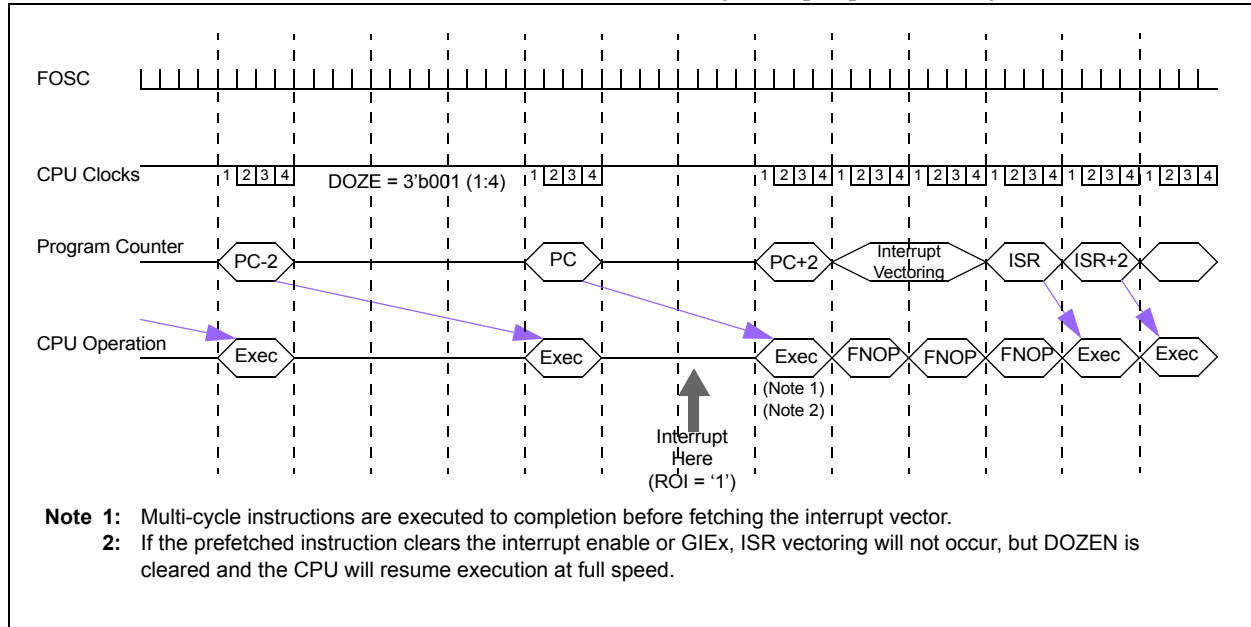 FOSC
CPU Clocks
1 2 3 4
DOZE = 3'b001 (1:4)
1 2 3 4
1 2 3 4 1 2 3 4 1 2 3 4 1 2 3 4 1 2 3 4 1 2 3 4
Program Counter
PC-2
PC
PC+2
Interrupt
Vectoring
ISR
ISR+2
CPU Operation
Exec
Exec
Exec
FNOP
FNOP
FNOP
Exec
Exec
(Note 1)
(Note 2)
Interrupt
Here
(ROI = ‘1’)
Note 1: Multi-cycle instructions are executed to completion before fetching the interrupt vector.
2: If the prefetched instruction clears the interrupt enable or GIEx, ISR vectoring will not occur, but DOZEN is
cleared and the CPU will resume execution at full speed.